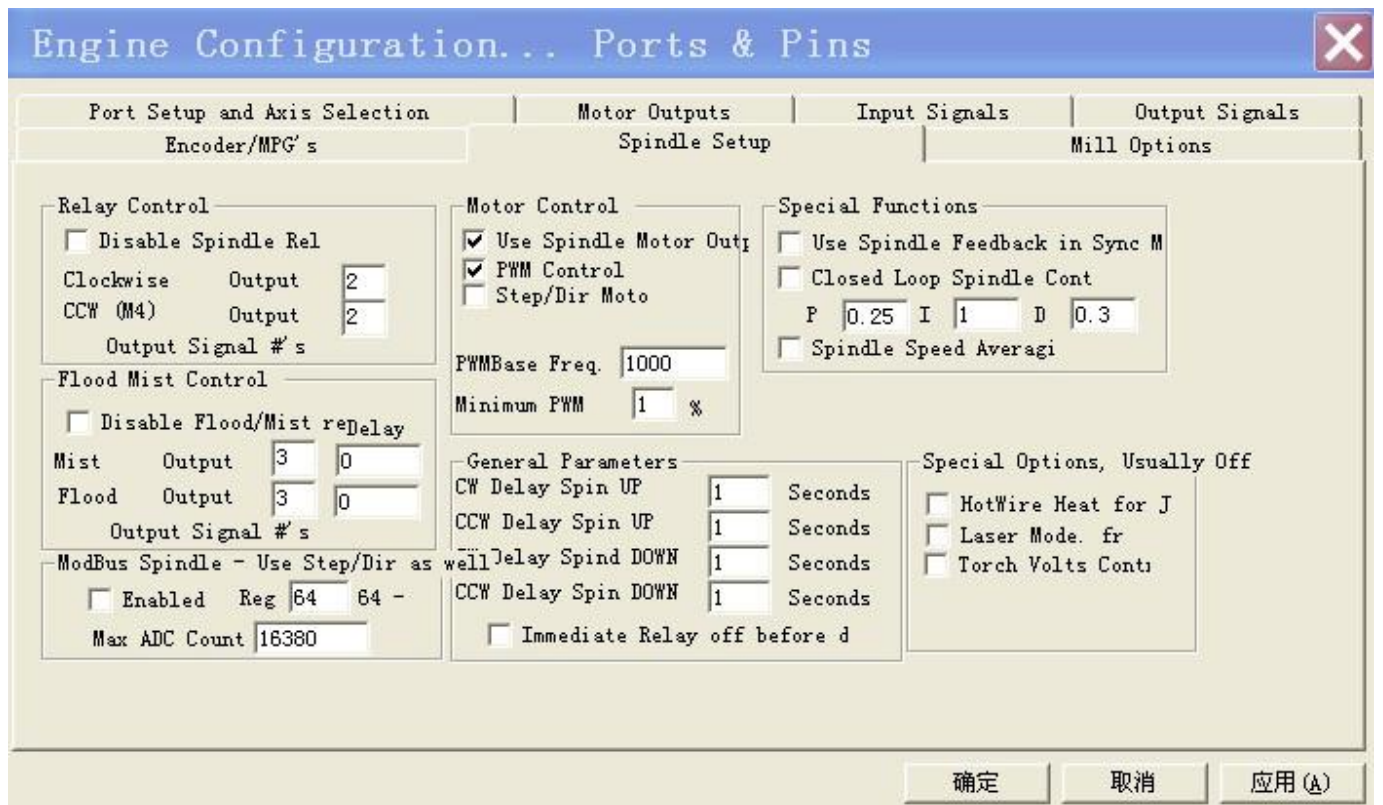 Engine Configuration... Ports & Pins
Port Setup and Axis Selection
Motor Outputs
Input Signals
Output Signals
Encoder/MPG's
Spindle Setup
Mill Options
Relay Control
Disable Spindle Rel
Clockwise Output 2
CCW (M4) Output 2
Output Signal #'s
Flood Mist Control
Disable Flood/Mist re Delay
Mist Output 3 0
Flood Output 3 0
Output Signal #'s
ModBus Spindle - Use Step/Dir as well
Enabled Reg 64 64 -
Max ADC Count 16380
Motor Control
Use Spindle Motor Outp
PWM Control
Step/Dir Moto
PWMBase Freq. 1000
Minimum PWM 1 %
General Parameters
CW Delay Spin UP 1 Seconds
CCW Delay Spin UP 1 Seconds
Delay Spind DOWN 1 Seconds
CCW Delay Spin DOWN 1 Seconds
Immediate Relay off before d
Special Functions
Use Spindle Feedback in Sync M
Closed Loop Spindle Cont
P 0.25 I 1 D 0.3
Spindle Speed Averagi
Special Options, Usually Off
HotWire Heat for J
Laser Mode. fr
Torch Volts Cont
确定
取消
应用(A)